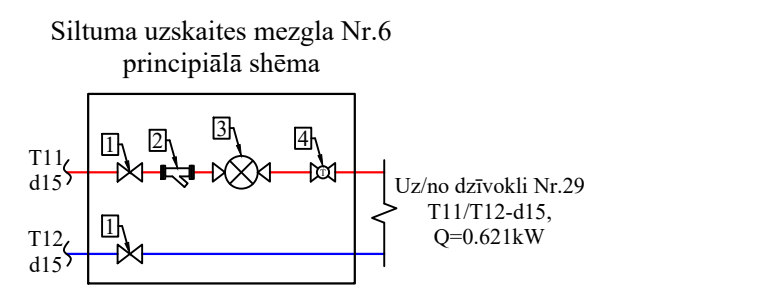 Siltuma uzskaites mezgla Nr.6
principiālā shēma
1
2
3
4
T11
d15
T
Uz/no dzīvokli Nr.29
T11/T12-d15,
Q=0.621kW
1
T12
d15